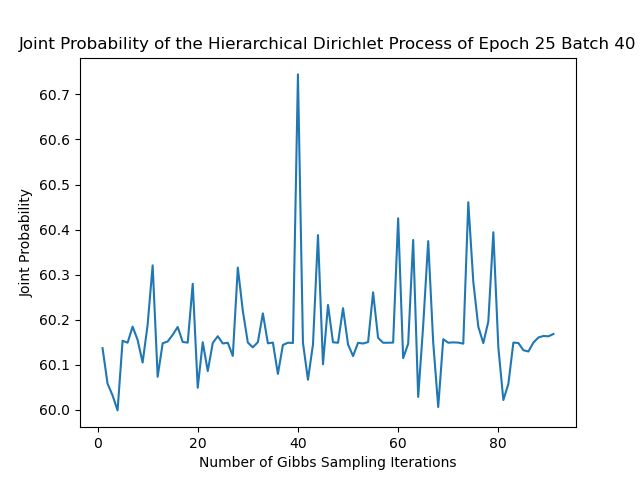 Joint Probability of the Hierarchical Dirichlet Process of Epoch 25 Batch 40
60.7
60.6
60.5
60.4
60.3
60.2
60.1
60.0
Joint Probability
0 20 40 60 80
Number of Gibbs Sampling Iterations